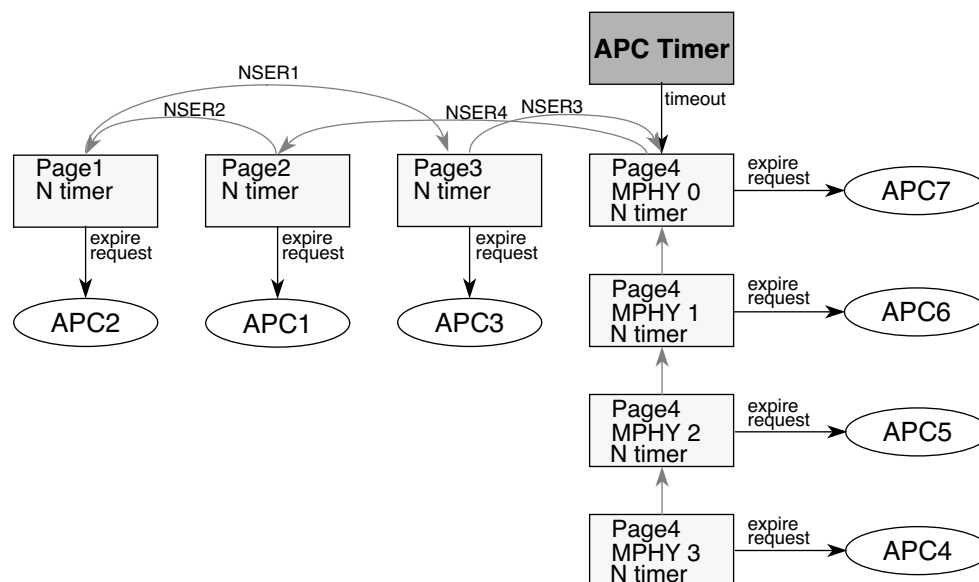 APC Timer
timeout
NSER1
NSER2
NSER4
NSER3
Page1
N timer
Page2
N timer
Page3
N timer
Page4
MPHY 0
N timer
expire
request
APC7
expire
request
expire
request
expire
request
APC2
APC1
APC3
Page4
MPHY 1
N timer
expire
request
APC6
Page4
MPHY 2
N timer
expire
request
APC5
Page4
MPHY 3
N timer
expire
request
APC4